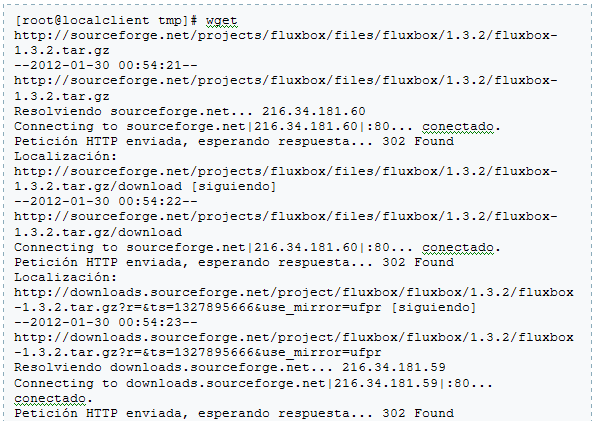 [root@localclient tmp]# wget
http://sourceforge.net/projects/fluxbox/files/fluxbox/1.3.2/fluxbox-
1.3.2.tar.gz
--2012-01-30 00:54:21--
http://sourceforge.net/projects/fluxbox/files/fluxbox/1.3.2/fluxbox-
1.3.2.tar.gz
Resolviendo sourceforge.net... 216.34.181.60
Connecting to sourceforge.net|216.34.181.60|:80... conectado.
Petición HTTP enviada, esperando respuesta... 302 Found
Localización:
http://sourceforge.net/projects/fluxbox/files/fluxbox/1.3.2/fluxbox-
1.3.2.tar.gz/download [siguiendo]
--2012-01-30 00:54:22--
http://sourceforge.net/projects/fluxbox/files/fluxbox/1.3.2/fluxbox-
1.3.2.tar.gz/download
Connecting to sourceforge.net|216.34.181.60|:80... conectado.
Petición HTTP enviada, esperando respuesta... 302 Found
Localización:
http://downloads.sourceforge.net/project/fluxbox/fluxbox/1.3.2/fluxbox
-1.3.2.tar.gz?r=&ts=1327895666&use_mirror=ufpr [siguiendo]
--2012-01-30 00:54:23--
http://downloads.sourceforge.net/project/fluxbox/fluxbox/1.3.2/fluxbox
-1.3.2.tar.gz?r=&ts=1327895666&use_mirror=ufpr
Resolviendo downloads.sourceforge.net... 216.34.181.59
Connecting to downloads.sourceforge.net|216.34.181.59|:80...
conectado.
Petición HTTP enviada, esperando respuesta... 302 Found